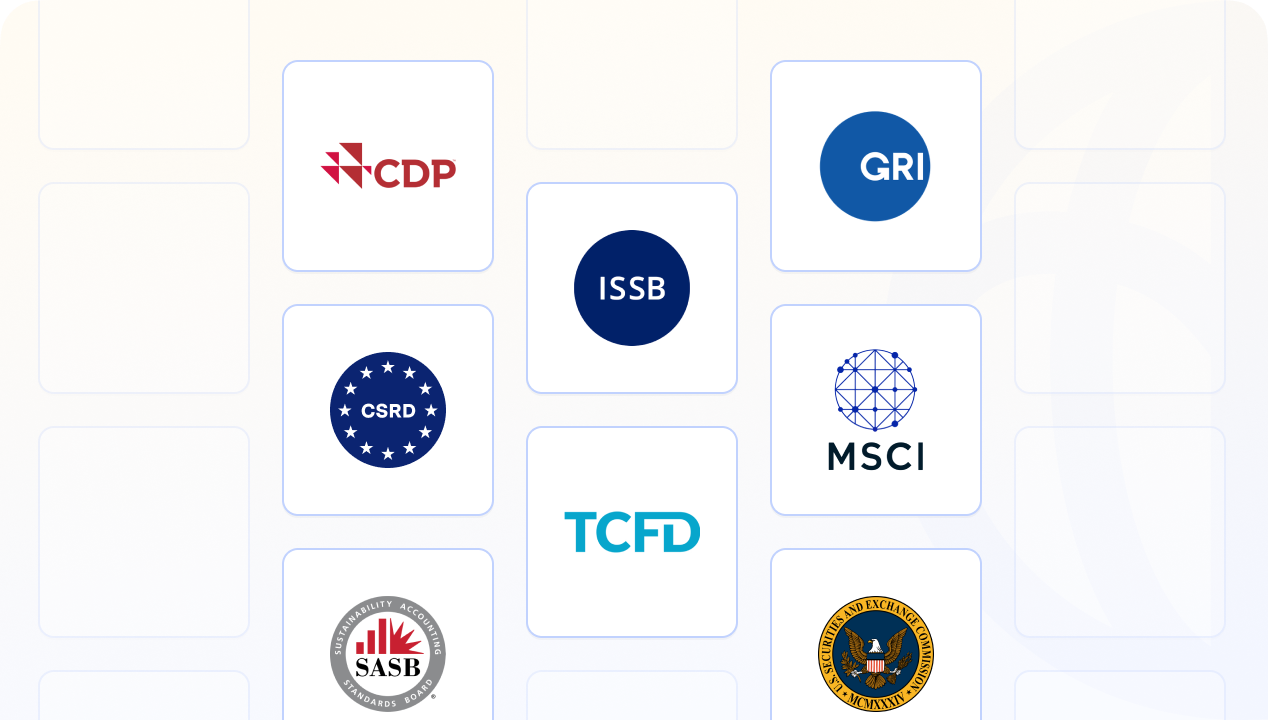 CDP
GRI
ISSB
CSRD
MSCI
TCFD
SUSTAINABILITY ACCOUNTING
SASB
STANDARDS BOARD
®
U.S. SECURITIES AND EXCHANGE COMMISSION
MCMXXXIV